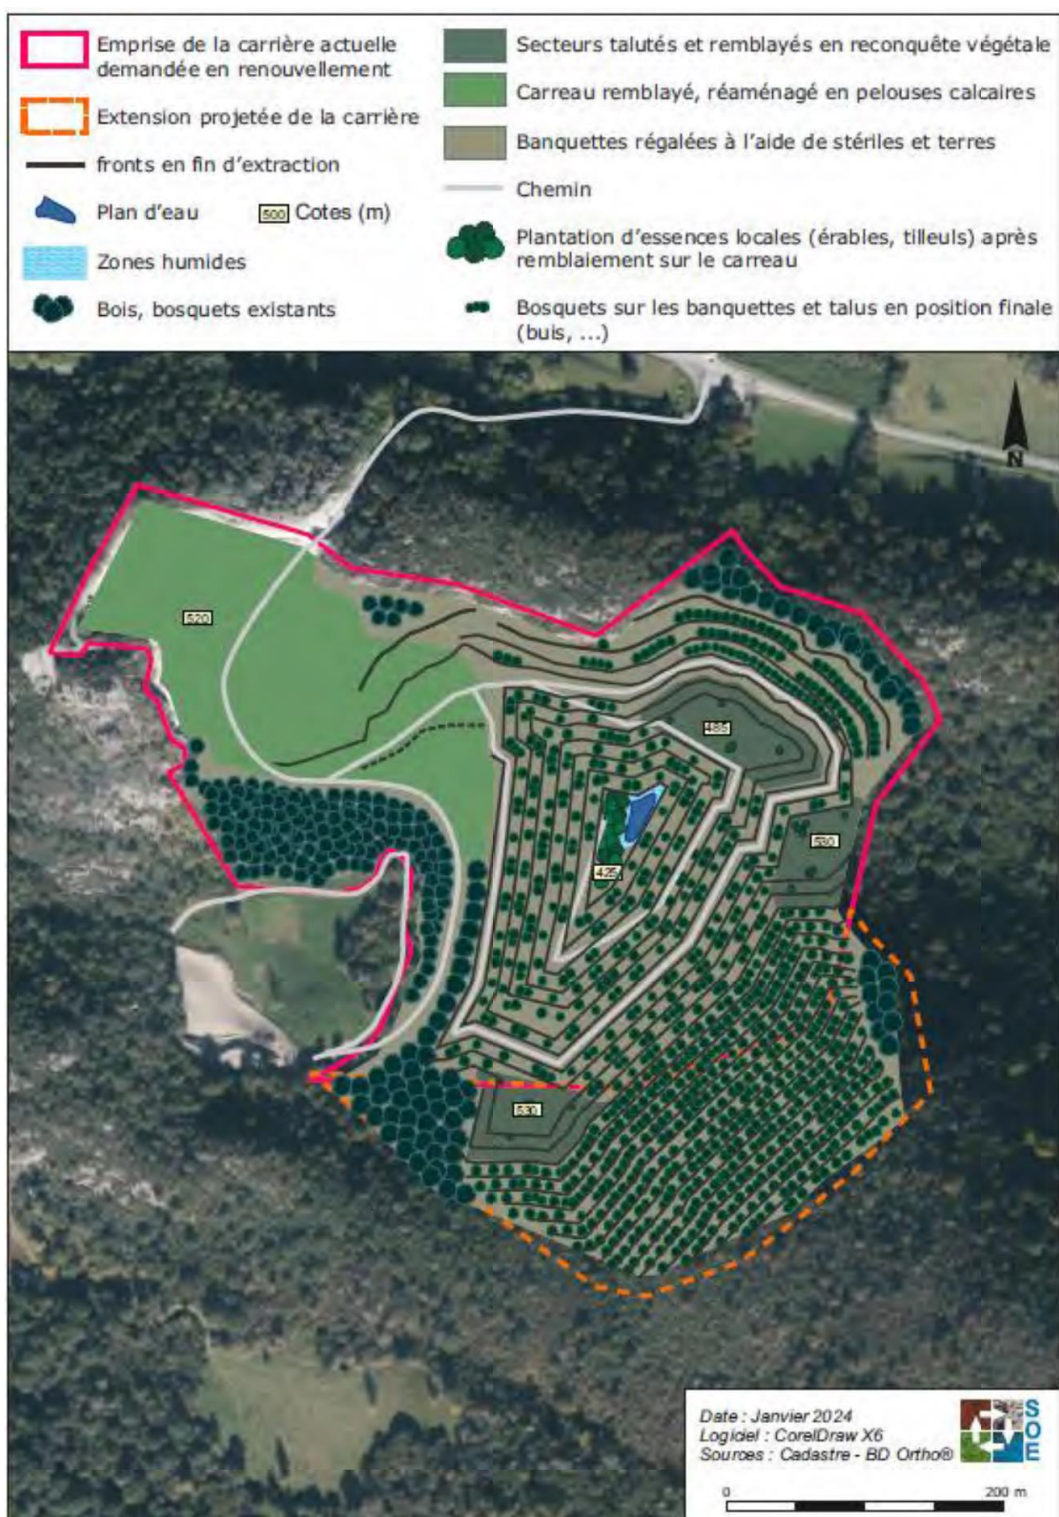 Emprise de la carrière actuelle
demandée en renouvellement
Extension projetée de la carrière
fronts en fin d'extraction
Plan d'eau
500 Cotes (m)
Zones humides
Bois, bosquets existants
Secteurs talutés et remblayés en reconquête végétale
Carreau remblayé, réaménagé en pelouses calcaires
Banquettes régalées à l'aide de stériles et terres
Chemin
Plantation d'essences locales (érables, tilleuls) après
remblaiement sur le carreau
Bosquets sur les banquettes et talus en position finale
(buis, ...)
N
520
485
530
425
530
Date : Janvier 2024
Logiciel : CorelDraw X6
Sources : Cadastre - BD Ortho®
SOE
0 200 m